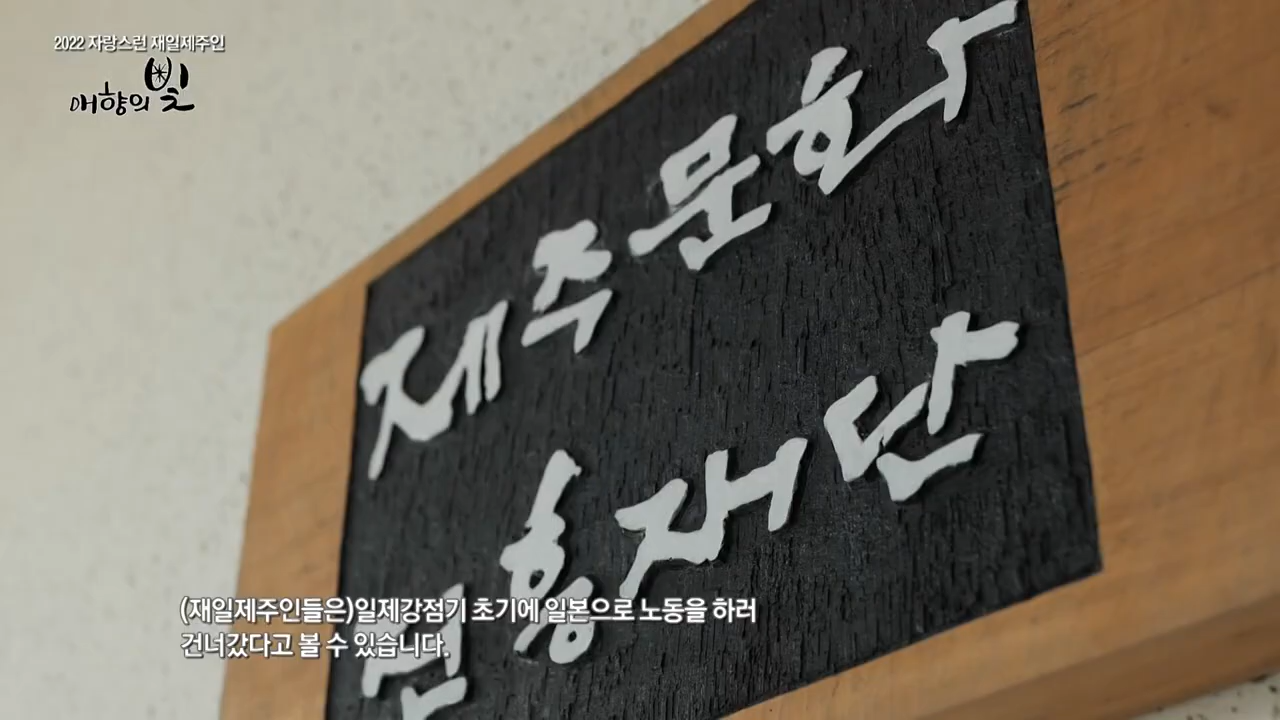 2022 자랑스런 재일제주인
애향의 빛
제주문화
진흥재단
(재일제주인들은)일제강점기 초기에 일본으로 노동을 하러
건너갔다고 볼 수 있습니다.